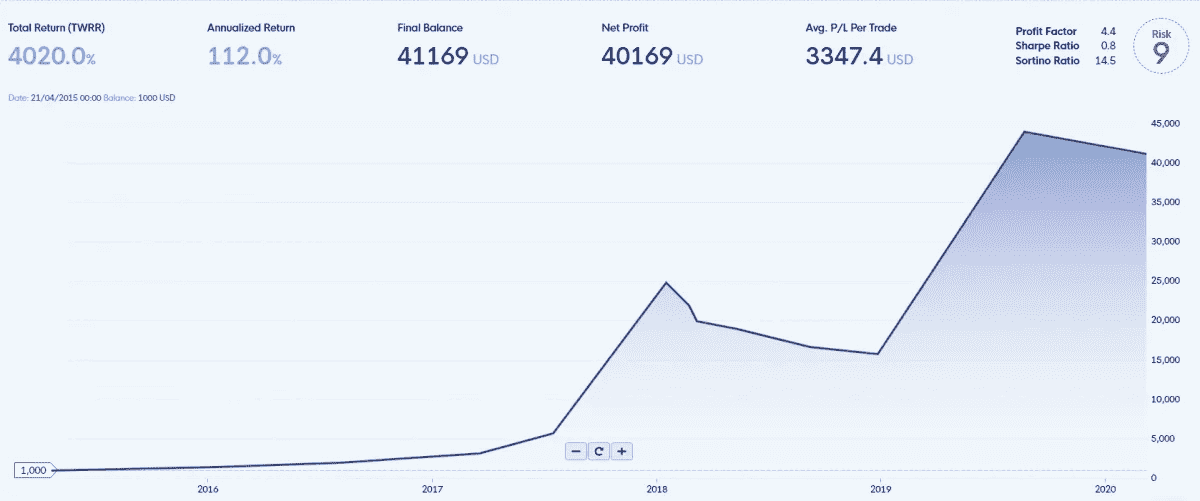 Total Return (TWRR)
4020.0%
Annualized Return
112.0%
Final Balance
41169 USD
Net Profit
40169 USD
Avg. P/L Per Trade
3347.4 USD
Profit Factor 4.4
Sharpe Ratio 0.8
Sortino Ratio 14.5
Risk
9
Date: 21/04/2015 00:00 Balance: 1000 USD
45,000
40,000
35,000
30,000
25,000
20,000
15,000
10,000
5,000
0
1,000
2016
2017
2018
2019
2020